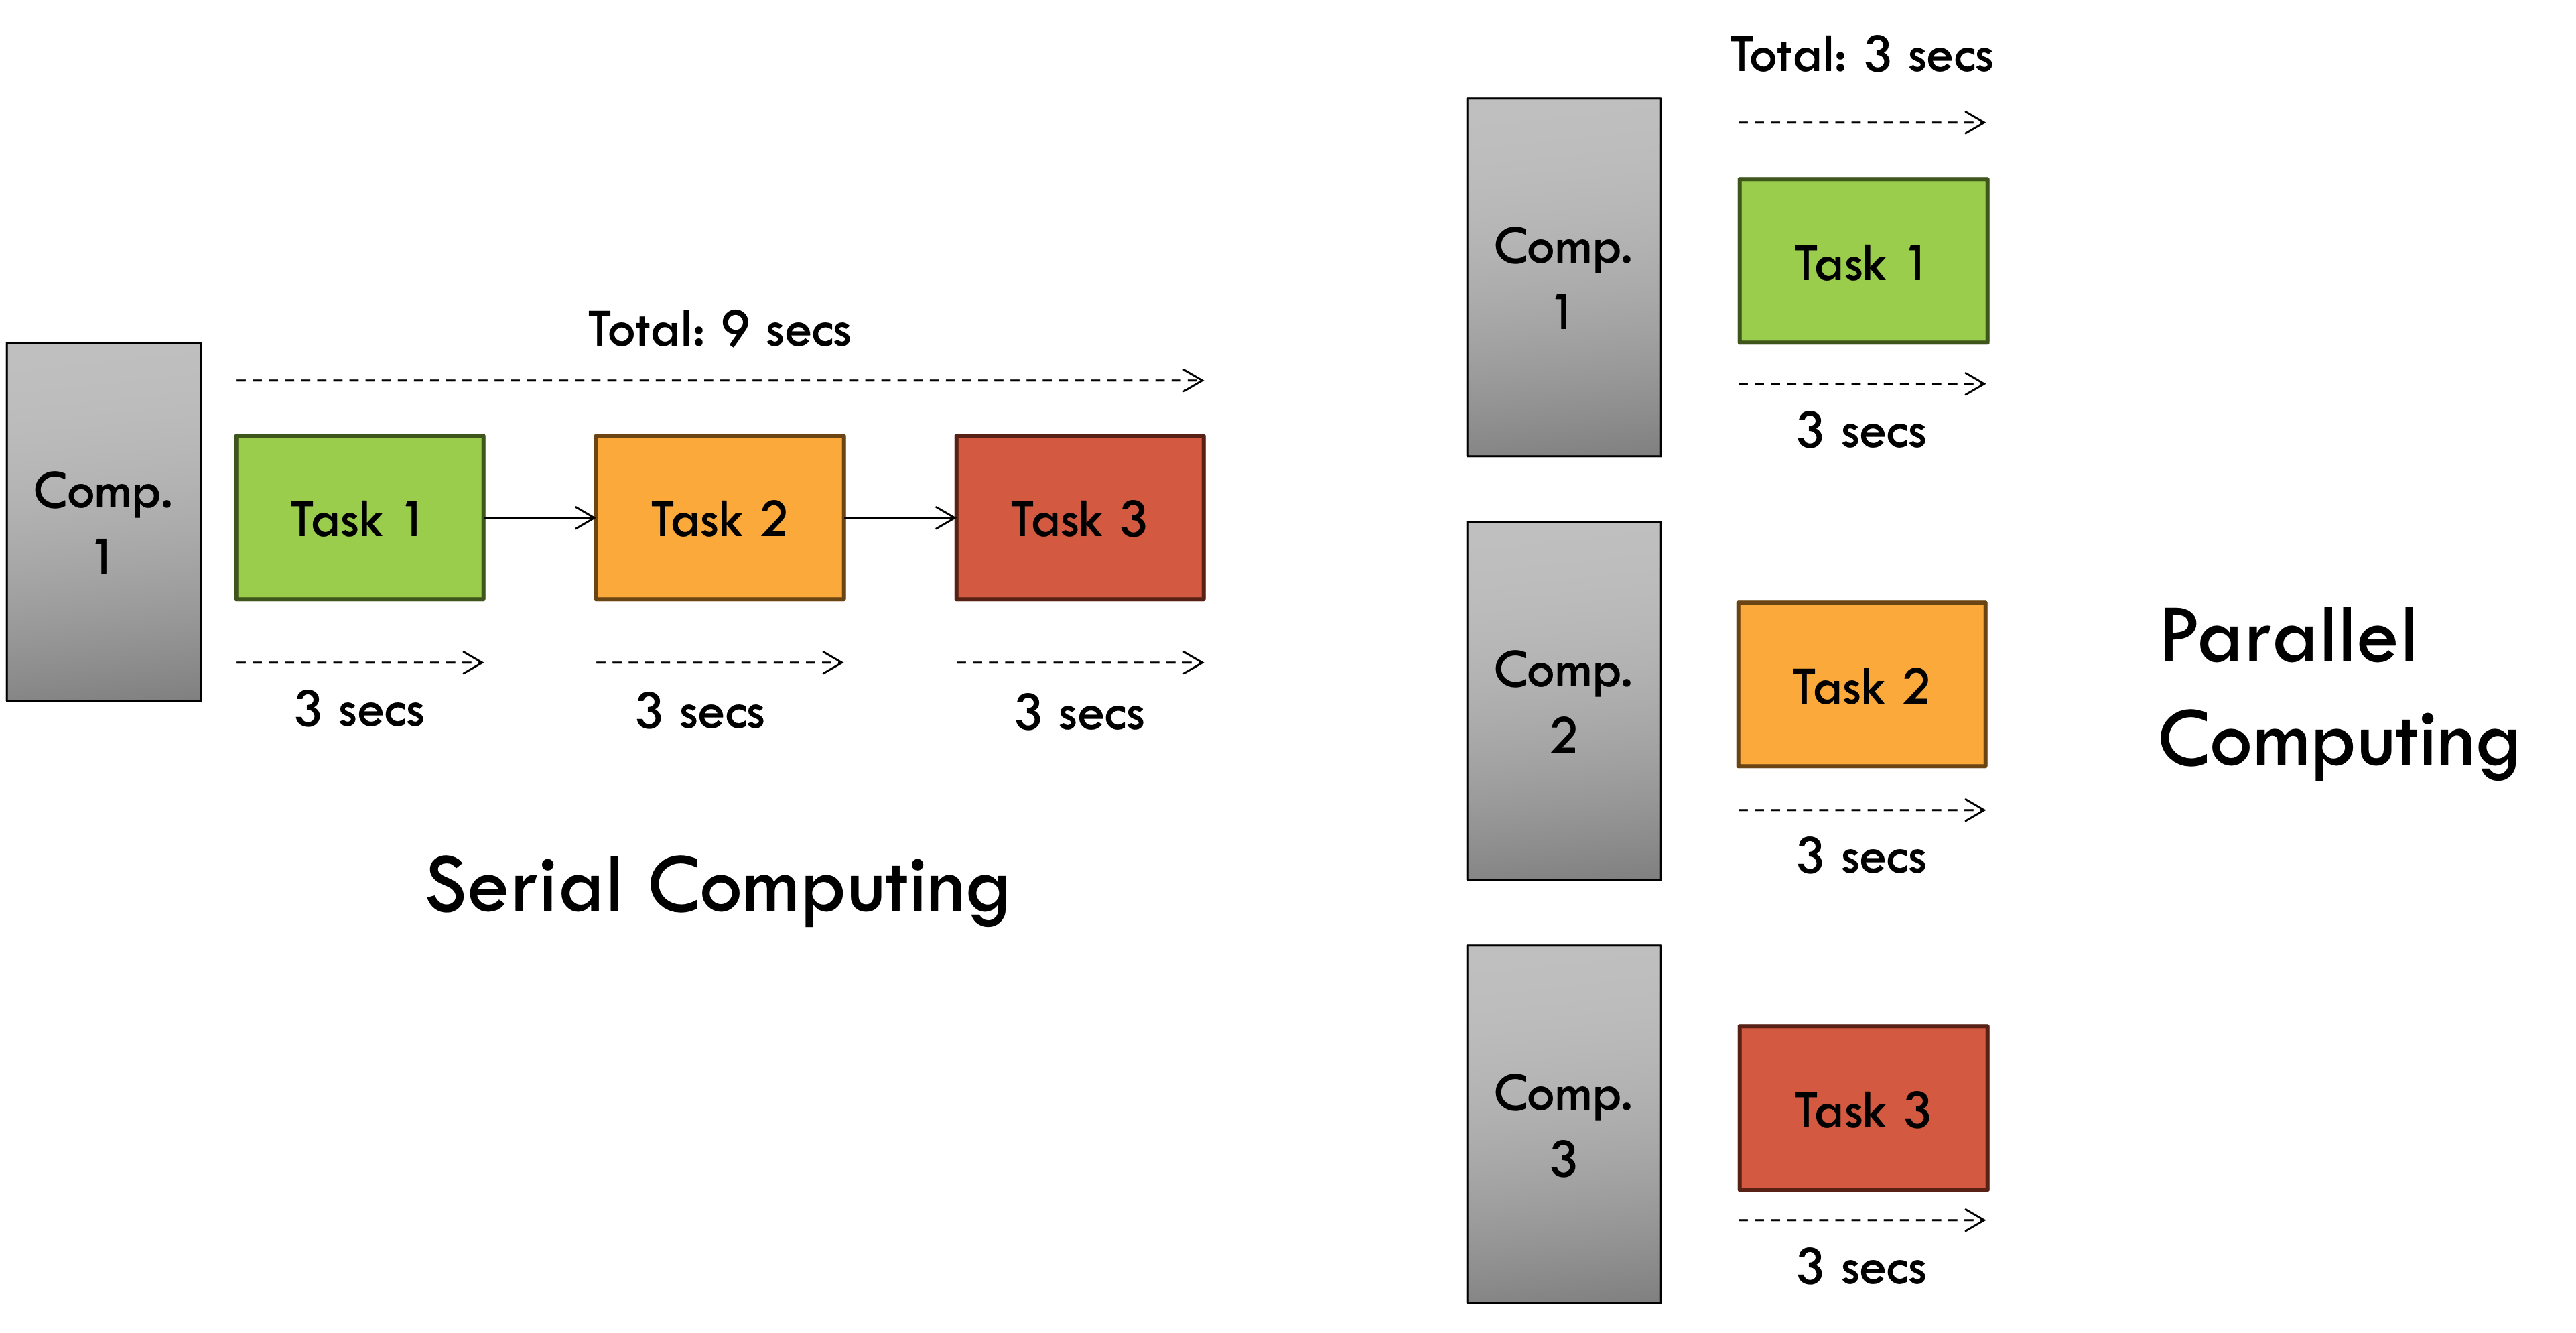 Total: 9 secs
Comp.
1
Task 1
Task 2
Task 3
3 secs
3 secs
3 secs
Serial Computing
Total: 3 secs
Comp.
1
Task 1
3 secs
Comp.
2
Task 2
3 secs
Comp.
3
Task 3
3 secs
Parallel
Computing